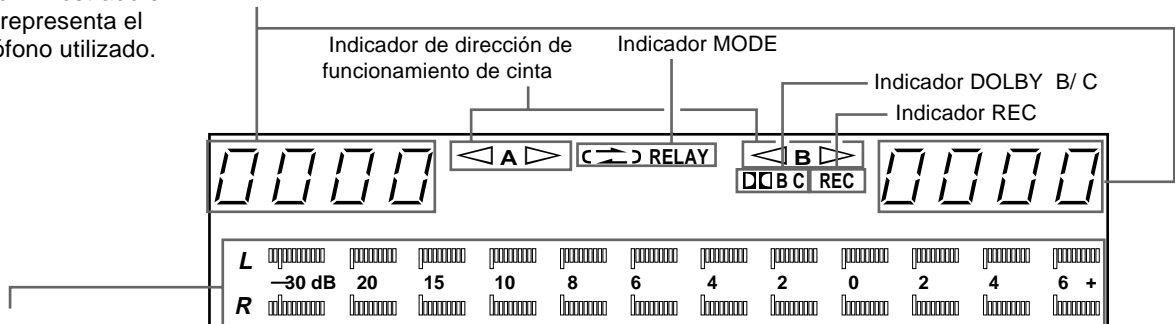 representa el
ófono utilizado.
Indicador de dirección de
funcionamiento de cinta
Indicador MODE
Indicador DOLBY B/ C
Indicador REC
0000 A RELAY B 0000
B C REC
L
—30 dB 20 15 10 8 6 4 2 0 2 4 6 +
R